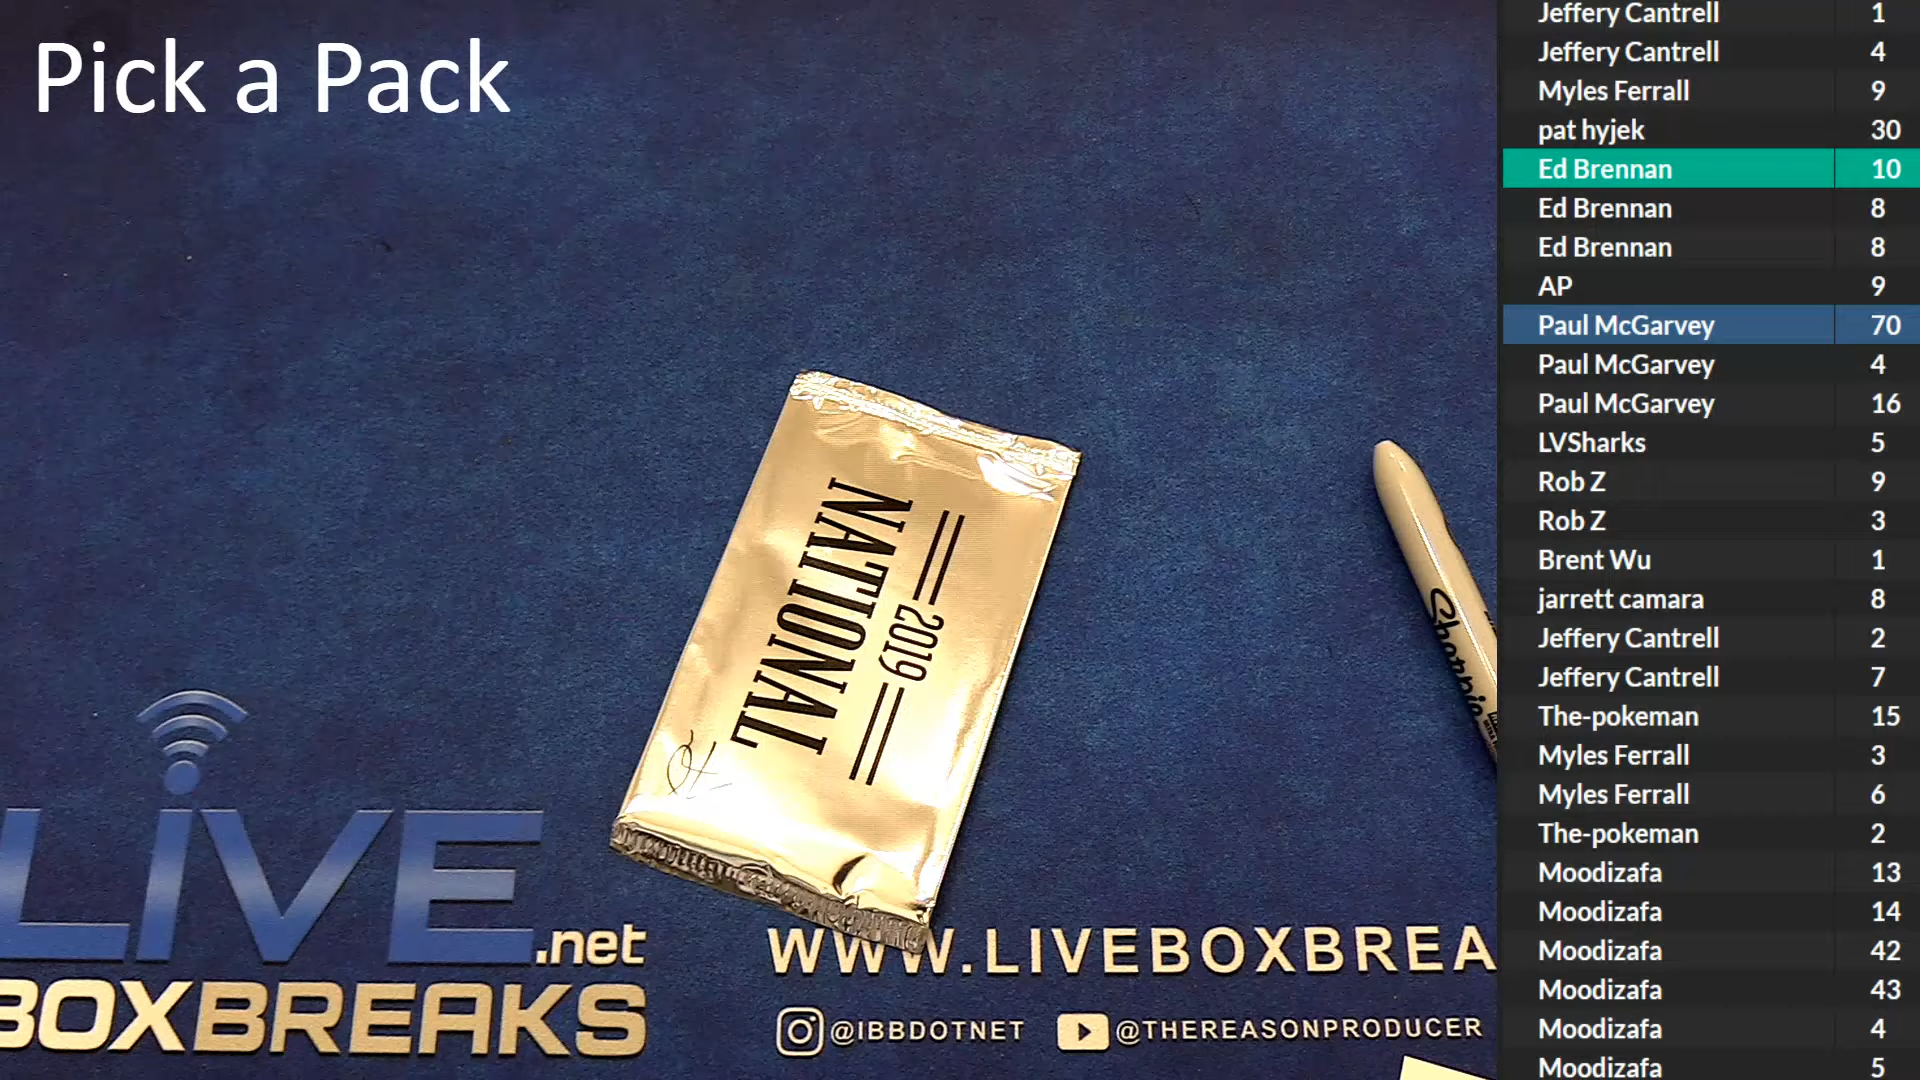 Pick a Pack
2019
NATIONAL
Sharpie
LIVE.net
BOXBREAKS
WWW.LIVEBOXBREA
@IBBDOTNET
@THEREASONPRODUCER
Jeffery Cantrell 1
Jeffery Cantrell 4
Myles Ferrall 9
pat hyjek 30
Ed Brennan 10
Ed Brennan 8
Ed Brennan 8
AP 9
Paul McGarvey 70
Paul McGarvey 4
Paul McGarvey 16
LVSharks 5
Rob Z 9
Rob Z 3
Brent Wu 1
jarrett camara 8
Jeffery Cantrell 2
Jeffery Cantrell 7
The-pokeman 15
Myles Ferrall 3
Myles Ferrall 6
The-pokeman 2
Moodizafa 13
Moodizafa 14
Moodizafa 42
Moodizafa 43
Moodizafa 4
Moodizafa 5